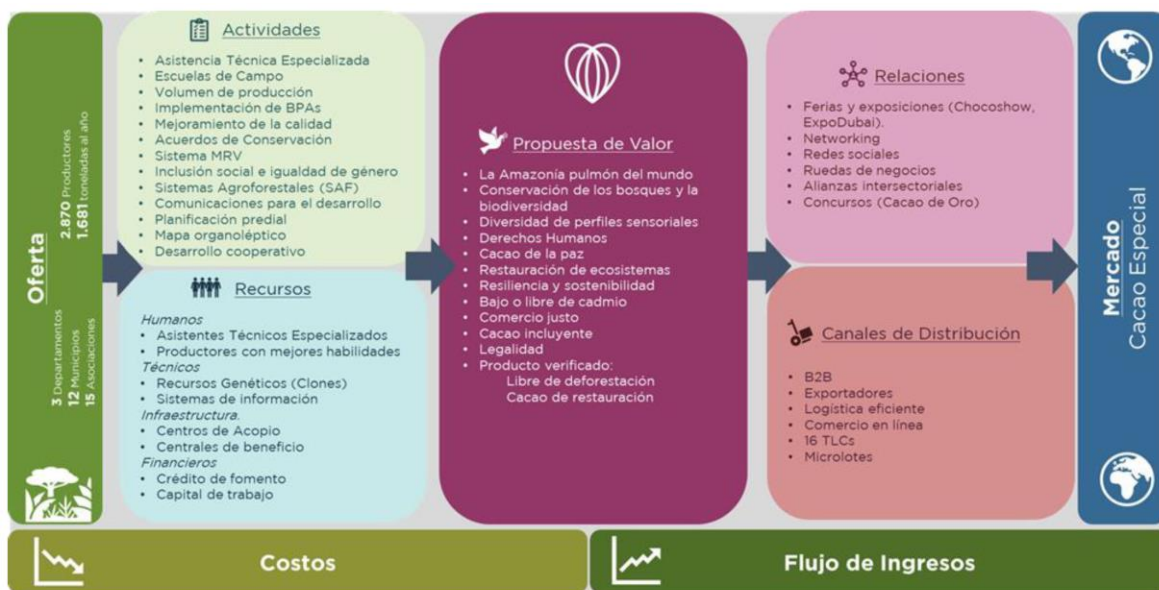 Oferta
3 Departamentos
12 Municipios
15 Asociaciones
2.870 Productores
1.681 toneladas al año
Actividades
• Asistencia Técnica Especializada
• Escuelas de Campo
• Volumen de producción
• Implementación de BPAs
• Mejoramiento de la calidad
• Acuerdos de Conservación
• Sistema MRV
• Inclusión social e igualdad de género
• Sistemas Agroforestales (SAF)
• Comunicaciones para el desarrollo
• Planificación predial
• Mapa organoléptico
• Desarrollo cooperativo
Recursos
Humanos
• Asistentes Técnicos Especializados
• Productores con mejores habilidades
Técnicos
• Recursos Genéticos (Clones)
• Sistemas de información
Infraestructura.
• Centros de Acopio
• Centrales de beneficio
Financieros
• Crédito de fomento
• Capital de trabajo
Propuesta de Valor
• La Amazonía pulmón del mundo
• Conservación de los bosques y la
biodiversidad
• Diversidad de perfiles sensoriales
• Derechos Humanos
• Cacao de la paz
• Restauración de ecosistemas
• Resiliencia y sostenibilidad
• Bajo o libre de cadmio
• Comercio justo
• Cacao incluyente
• Legalidad
• Producto verificado:
Libre de deforestación
Cacao de restauración
Relaciones
• Ferias y exposiciones (Chocoshow,
ExpoDubai).
• Networking
• Redes sociales
• Ruedas de negocios
• Alianzas intersectoriales
• Concursos (Cacao de Oro)
Canales de Distribución
• B2B
• Exportadores
• Logística eficiente
• Comercio en línea
• 16 TLCs
• Microlotes
Mercado
Cacao Especial
Costos
Flujo de Ingresos